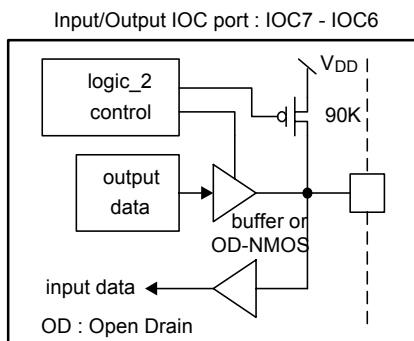 Input/Output IOC port : IOC7 - IOC6
VDD
logic_2
control
90K
output
data
buffer or
OD-NMOS
input data
OD : Open Drain